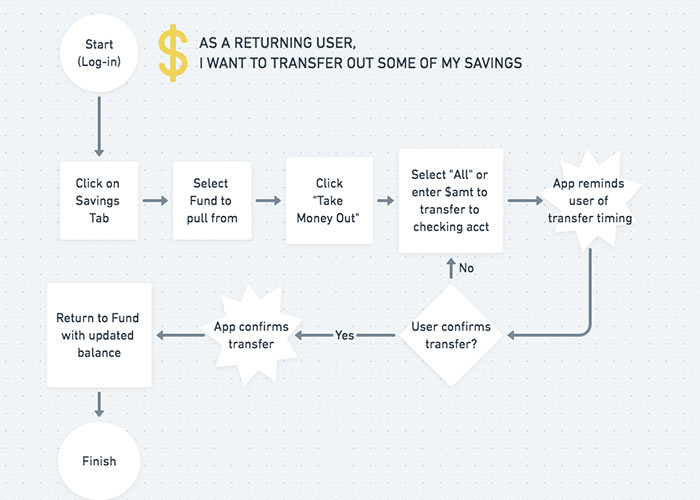 Start
(Log-in)
$
AS A RETURNING USER,
I WANT TO TRANSFER OUT SOME OF MY SAVINGS
Click on
Savings
Tab
Select
Fund to
pull from
Click
"Take
Money Out"
Select "All" or
enter $amt to
transfer to
checking acct
App reminds
user of
transfer timing
No
User confirms
transfer?
Yes
App confirms
transfer
Return to Fund
with updated
balance
Finish